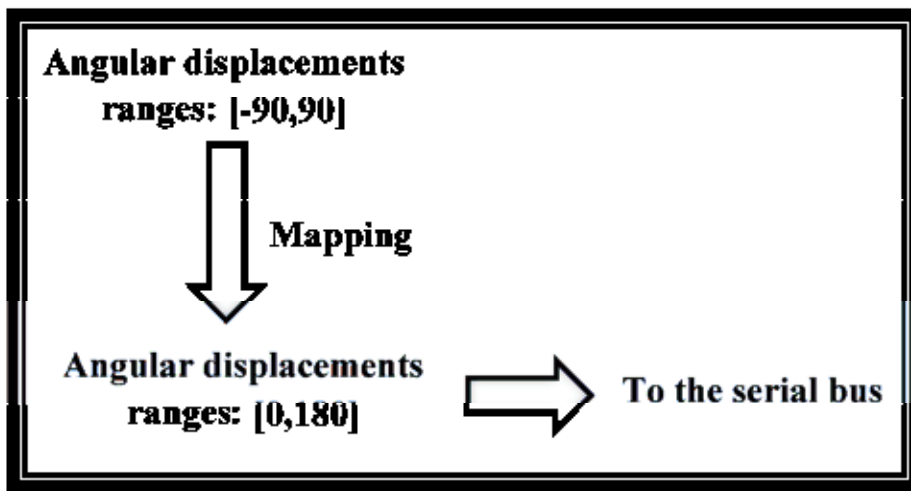 Angular displacements
ranges: [-90,90]
Mapping
Angular displacements
ranges: [0,180]
To the serial bus